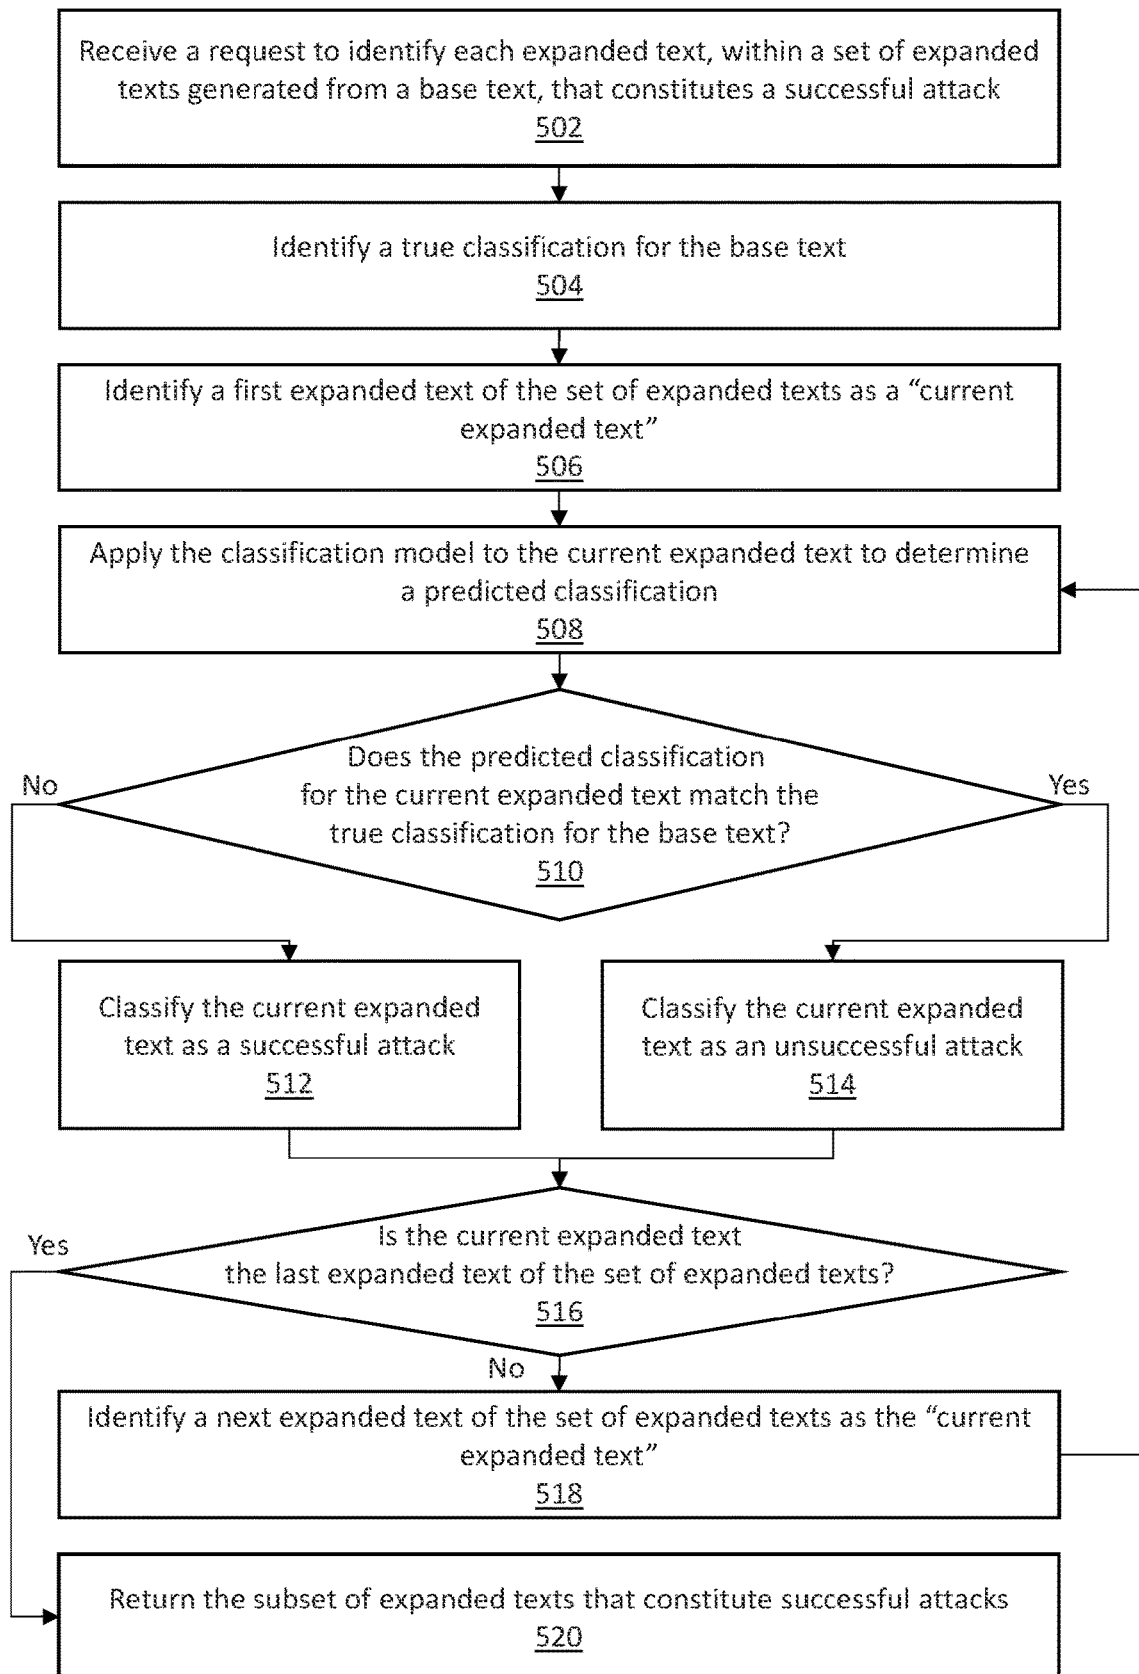 Receive a request to identify each expanded text, within a set of expanded
texts generated from a base text, that constitutes a successful attack
502
Identify a true classification for the base text
504
Identify a first expanded text of the set of expanded texts as a “current
expanded text”
506
Apply the classification model to the current expanded text to determine
a predicted classification
508
Does the predicted classification
for the current expanded text match the
true classification for the base text?
510
No
Yes
Classify the current expanded
text as a successful attack
512
Classify the current expanded
text as an unsuccessful attack
514
Is the current expanded text
the last expanded text of the set of expanded texts?
516
Yes
No
Identify a next expanded text of the set of expanded texts as the “current
expanded text”
518
Return the subset of expanded texts that constitute successful attacks
520